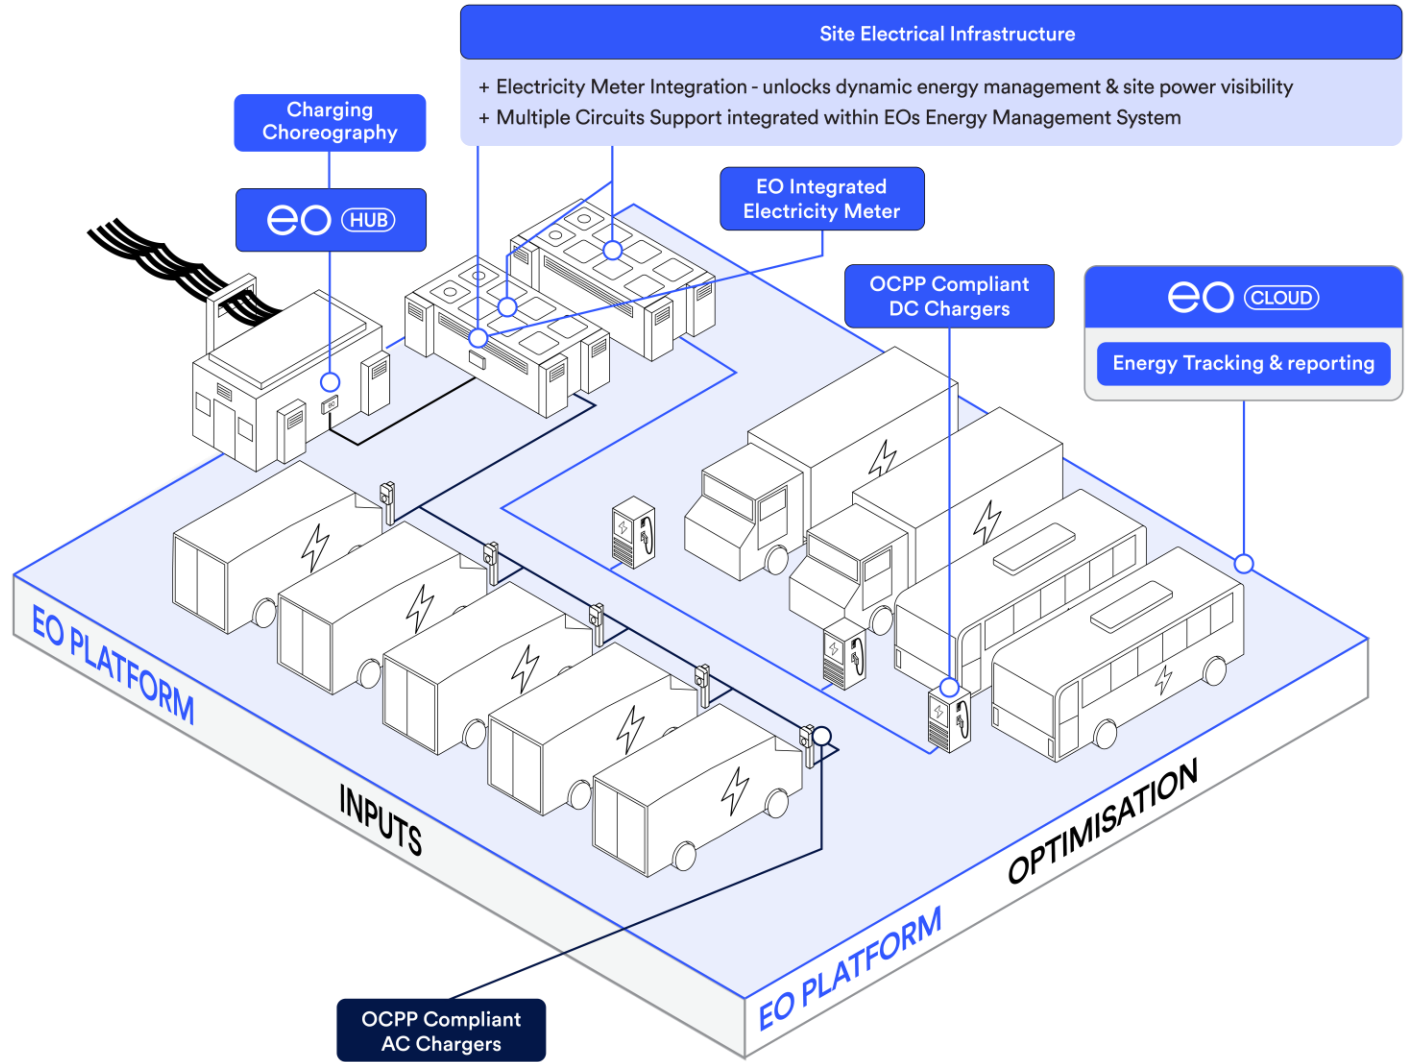 Site Electrical Infrastructure
+ Electricity Meter Integration - unlocks dynamic energy management & site power visibility
+ Multiple Circuits Support integrated within EOs Energy Management System
Charging
Choreography
eo HUB
EO Integrated
Electricity Meter
OCPP Compliant
DC Chargers
eo CLOUD
Energy Tracking & reporting
EO PLATFORM
INPUTS
OPTIMISATION
EO PLATFORM
OCPP Compliant
AC Chargers